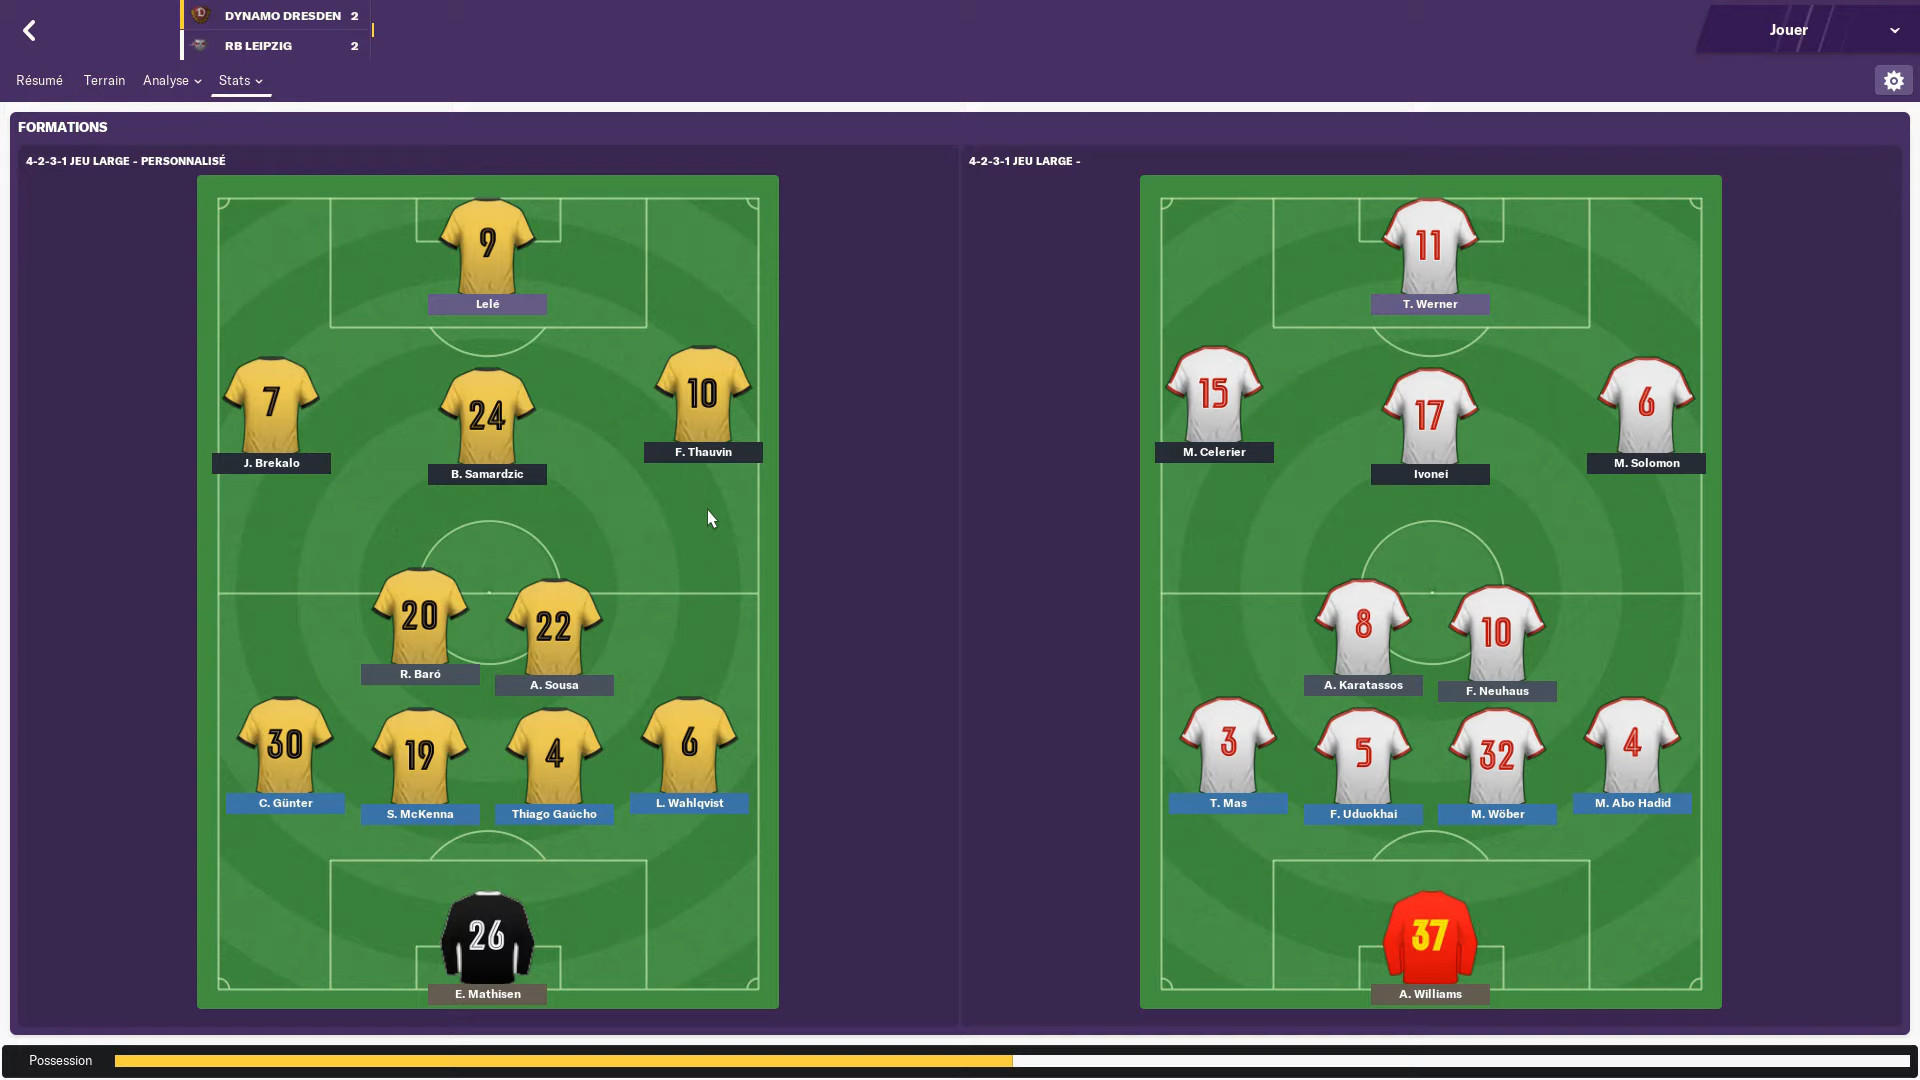 DYNAMO DRESDEN 2
RB LEIPZIG 2
Jouer
Résumé Terrain Analyse Stats
FORMATIONS
4-2-3-1 JEU LARGE - PERSONNALISÉ
9
Lelé
7
J. Brekalo
24
B. Samardzic
10
F. Thauvin
20
R. Baró
22
A. Sousa
30
C. Günter
19
S. McKenna
4
Thiago Gaúcho
6
L. Wahlqvist
26
E. Mathisen
4-2-3-1 JEU LARGE -
11
T. Werner
15
M. Celerier
17
Ivonei
6
M. Solomon
8
A. Karatassos
10
F. Neuhaus
3
T. Mas
5
F. Uduokhai
32
M. Wöber
4
M. Abo Hadid
37
A. Williams
Possession